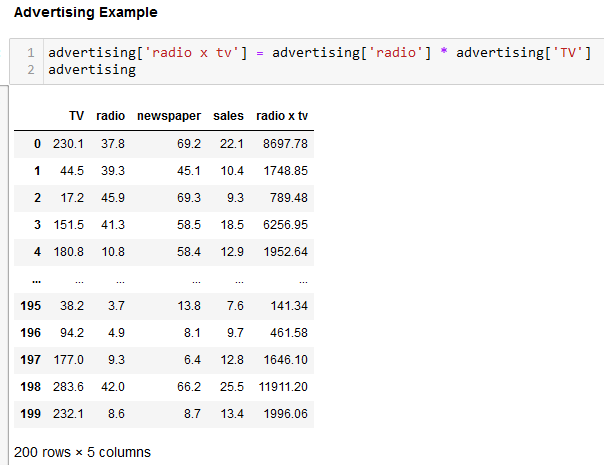 Advertising Example
1 advertising['radio x tv'] = advertising['radio'] * advertising['TV']
2 advertising
TV radio newspaper sales radio x tv
0 230.1 37.8 69.2 22.1 8697.78
1 44.5 39.3 45.1 10.4 1748.85
2 17.2 45.9 69.3 9.3 789.48
3 151.5 41.3 58.5 18.5 6256.95
4 180.8 10.8 58.4 12.9 1952.64
... ... ... ... ... ...
195 38.2 3.7 13.8 7.6 141.34
196 94.2 4.9 8.1 9.7 461.58
197 177.0 9.3 6.4 12.8 1646.10
198 283.6 42.0 66.2 25.5 11911.20
199 232.1 8.6 8.7 13.4 1996.06
200 rows × 5 columns